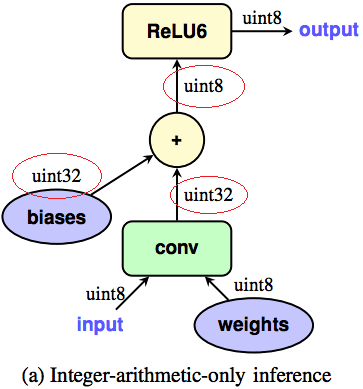 ReLU6
uint8
output
uint8
+
uint32
biases
uint32
conv
uint8
input
uint8
weights
(a) Integer-arithmetic-only inference